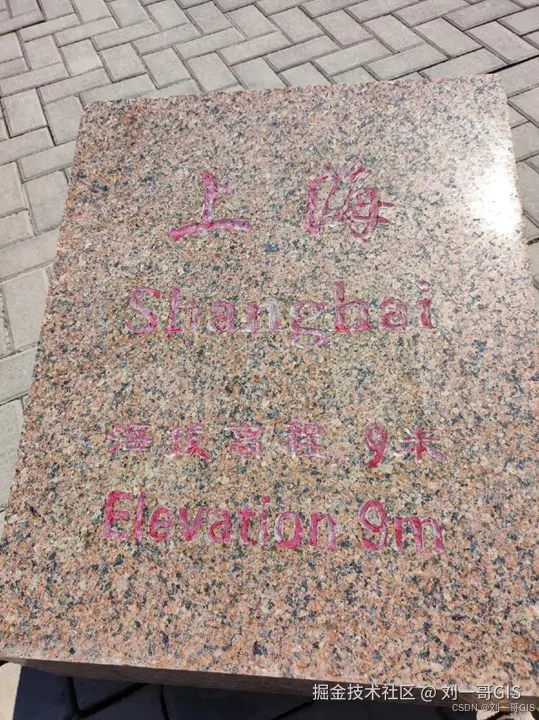 上海
Shanghai
海拔高程 9米
Elevation 9m
掘金技术社区 @ 刘一哥GIS
CSDN @刘一哥GIS